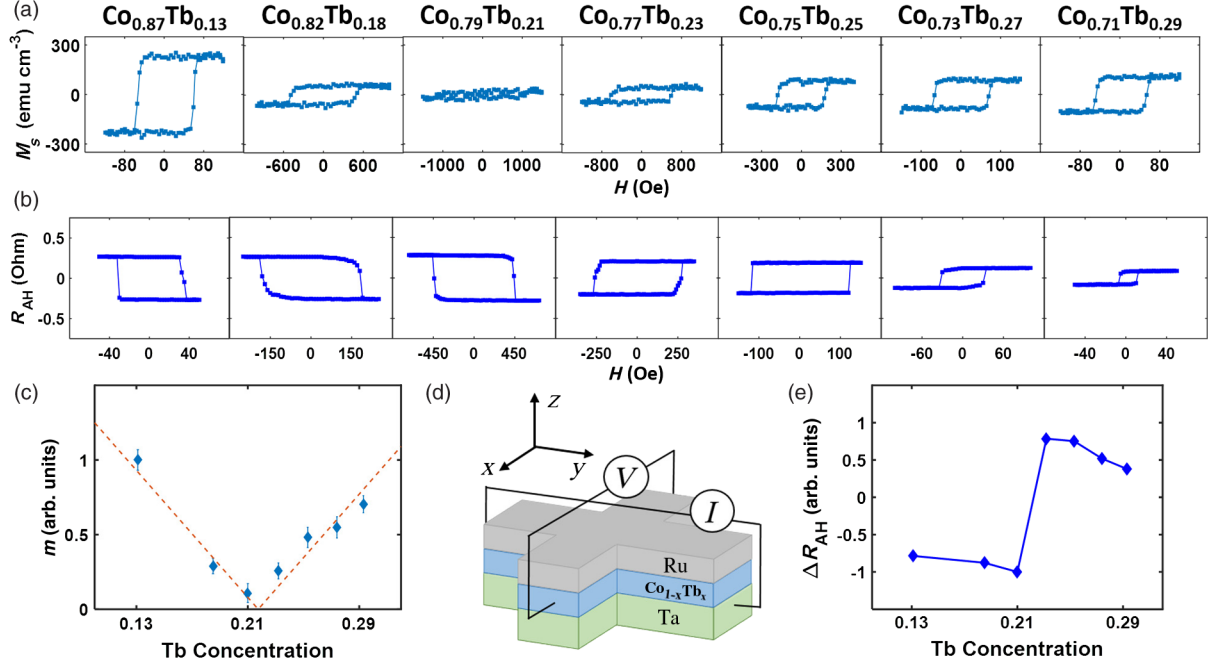 (a)
Co0.87Tb0.13 Co0.82Tb0.18 Co0.79Tb0.21 Co0.77Tb0.23 Co0.75Tb0.25 Co0.73Tb0.27 Co0.71Tb0.29
Ms (emu cm-3)
300
0
-300
-80 0 80 -600 0 600 -1000 0 1000 -800 0 800 -300 0 300 -150 0 150 -80 0 80
H (Oe)
(b)
RAH (Ohm)
0.5
0
-0.5
-40 0 40 -150 0 150 -450 0 450 -250 0 250 -100 0 100 -60 0 60 -40 0 40
H (Oe)
(c)
m (arb. units)
1
0.5
0
0.13 0.21 0.29
Tb Concentration
(d)
z
x
y
V
I
Ru
Co1-xTbx
Ta
(e)
ΔRAH (arb. units)
1
0.5
0
-0.5
-1
0.13 0.21 0.29
Tb Concentration